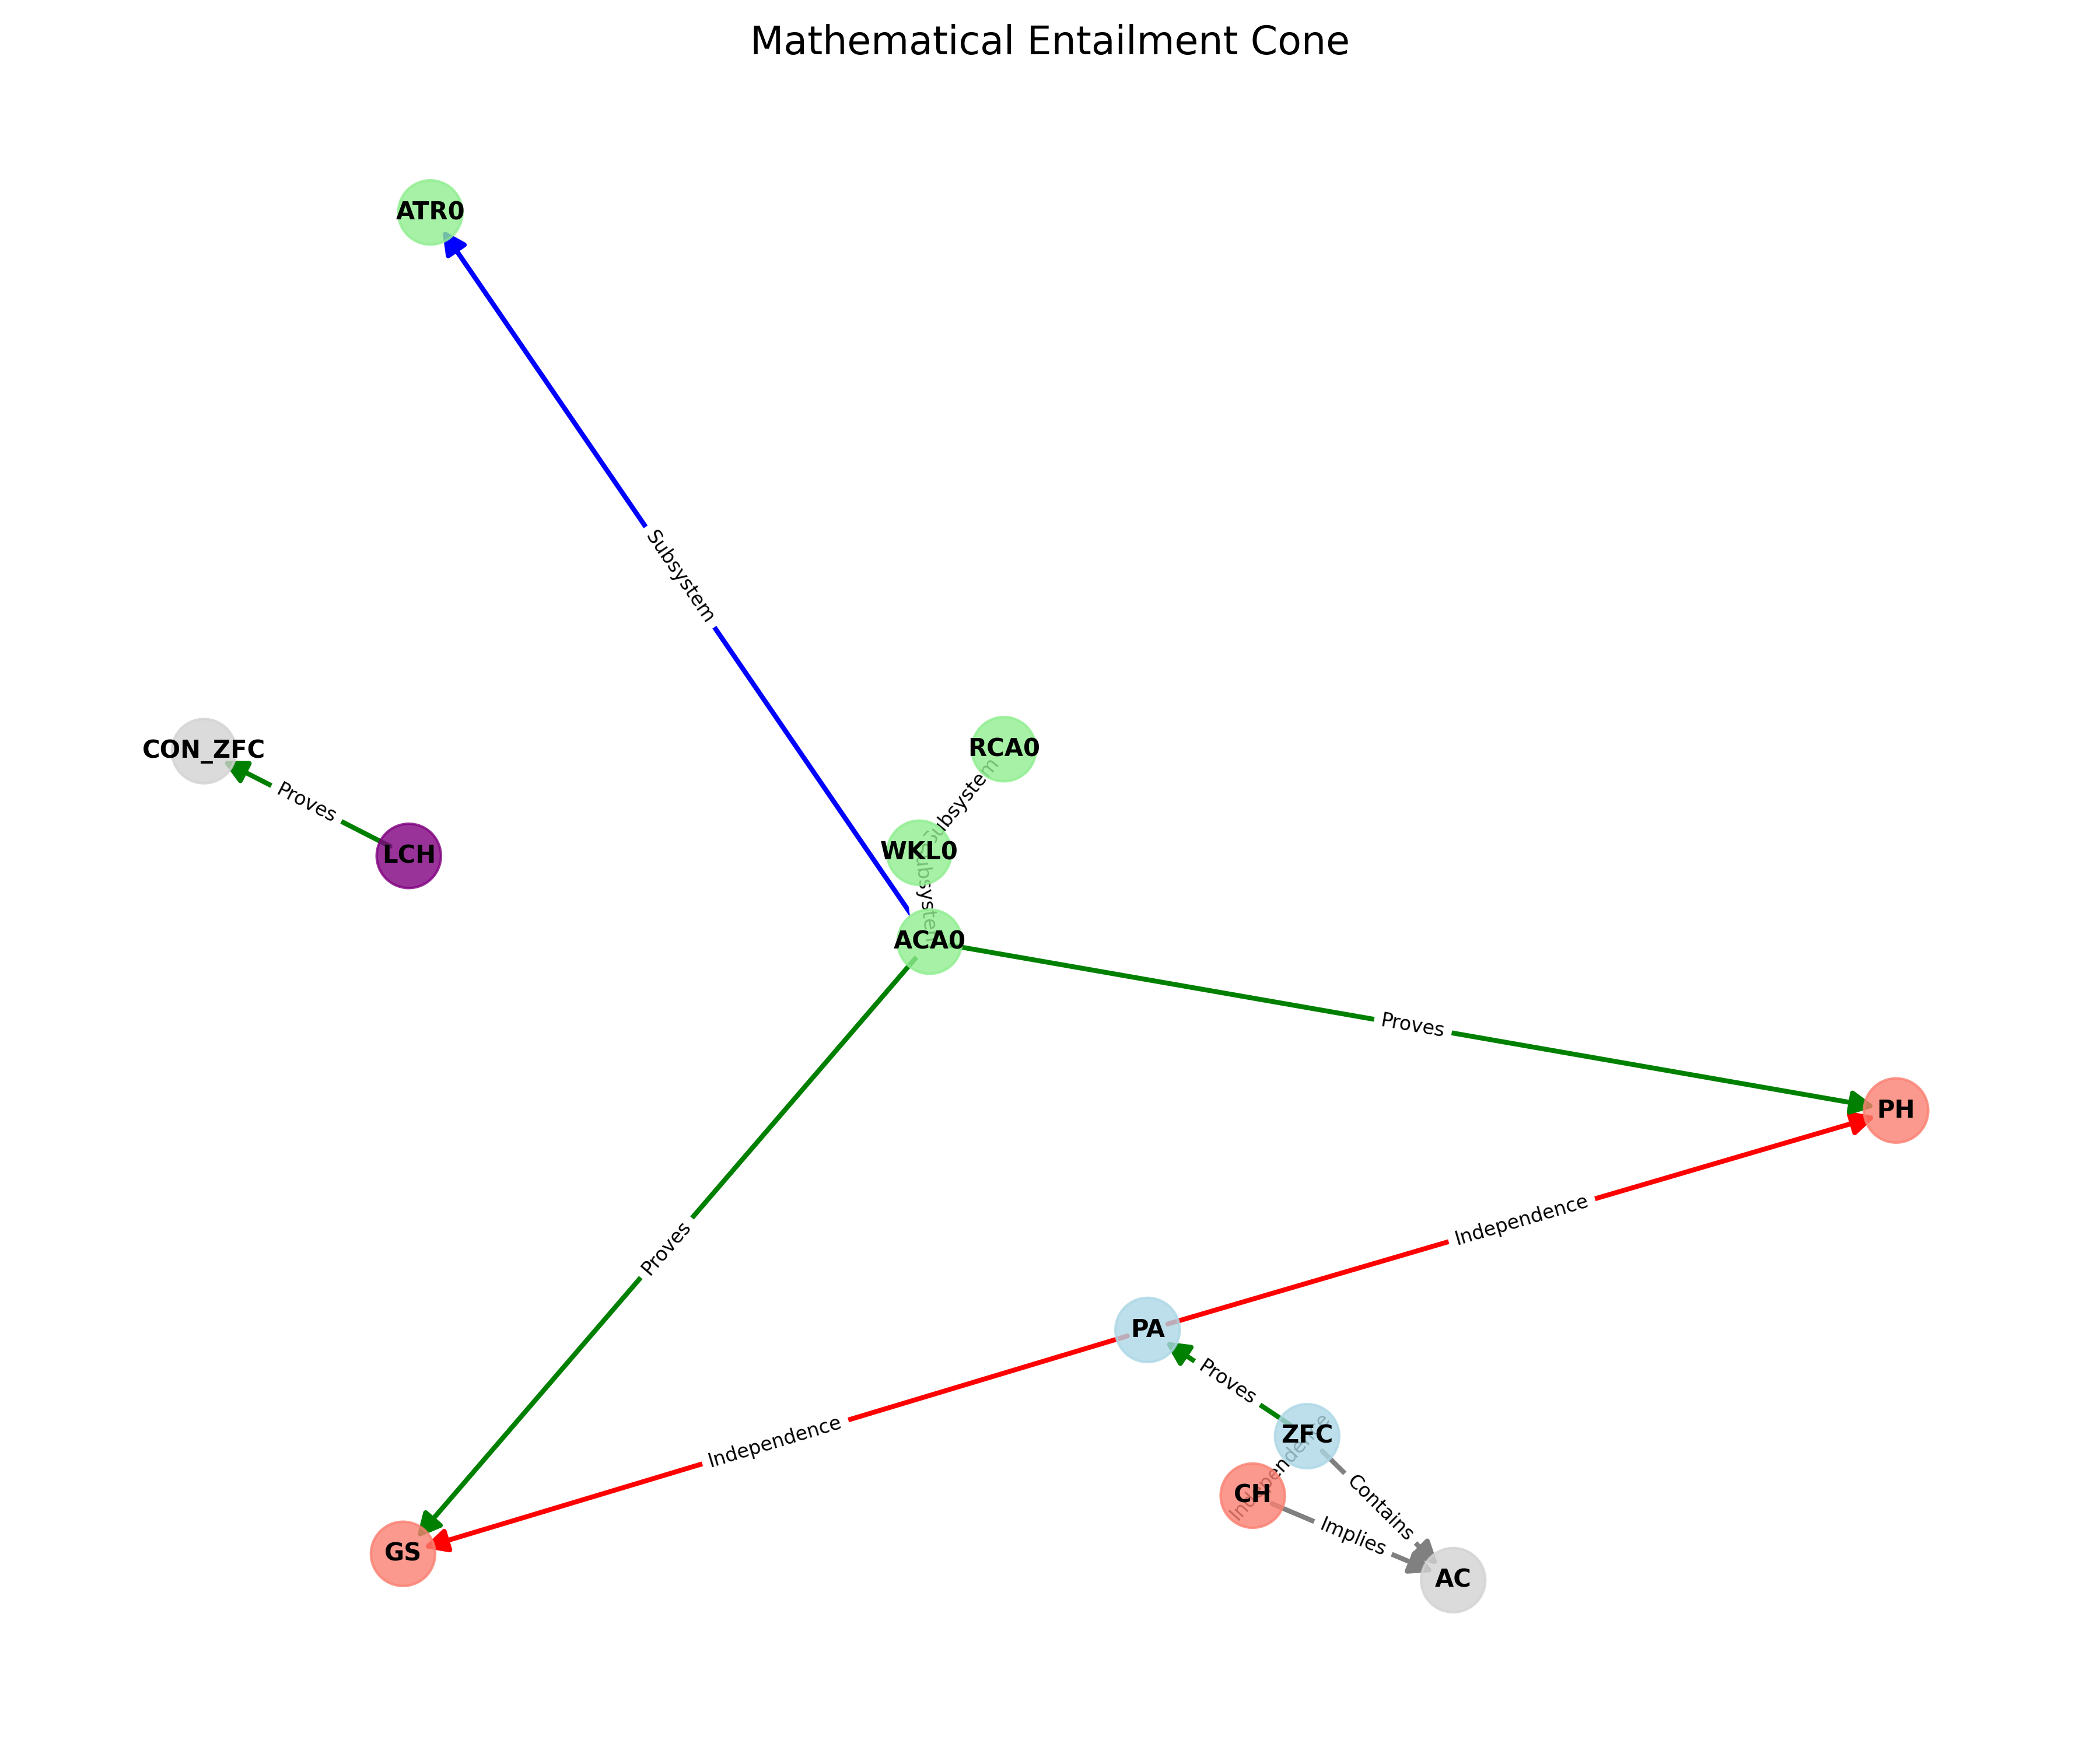 Mathematical Entailment Cone
ATR0
Subsystem
CON_ZFC
RCA0
Proves
Subsystem
LCH
WKL0
Subsystem
ACA0
Proves
PH
Proves
Independence
PA
Proves
Independence
ZFC
Independence
CH
Contains
Implies
GS
AC